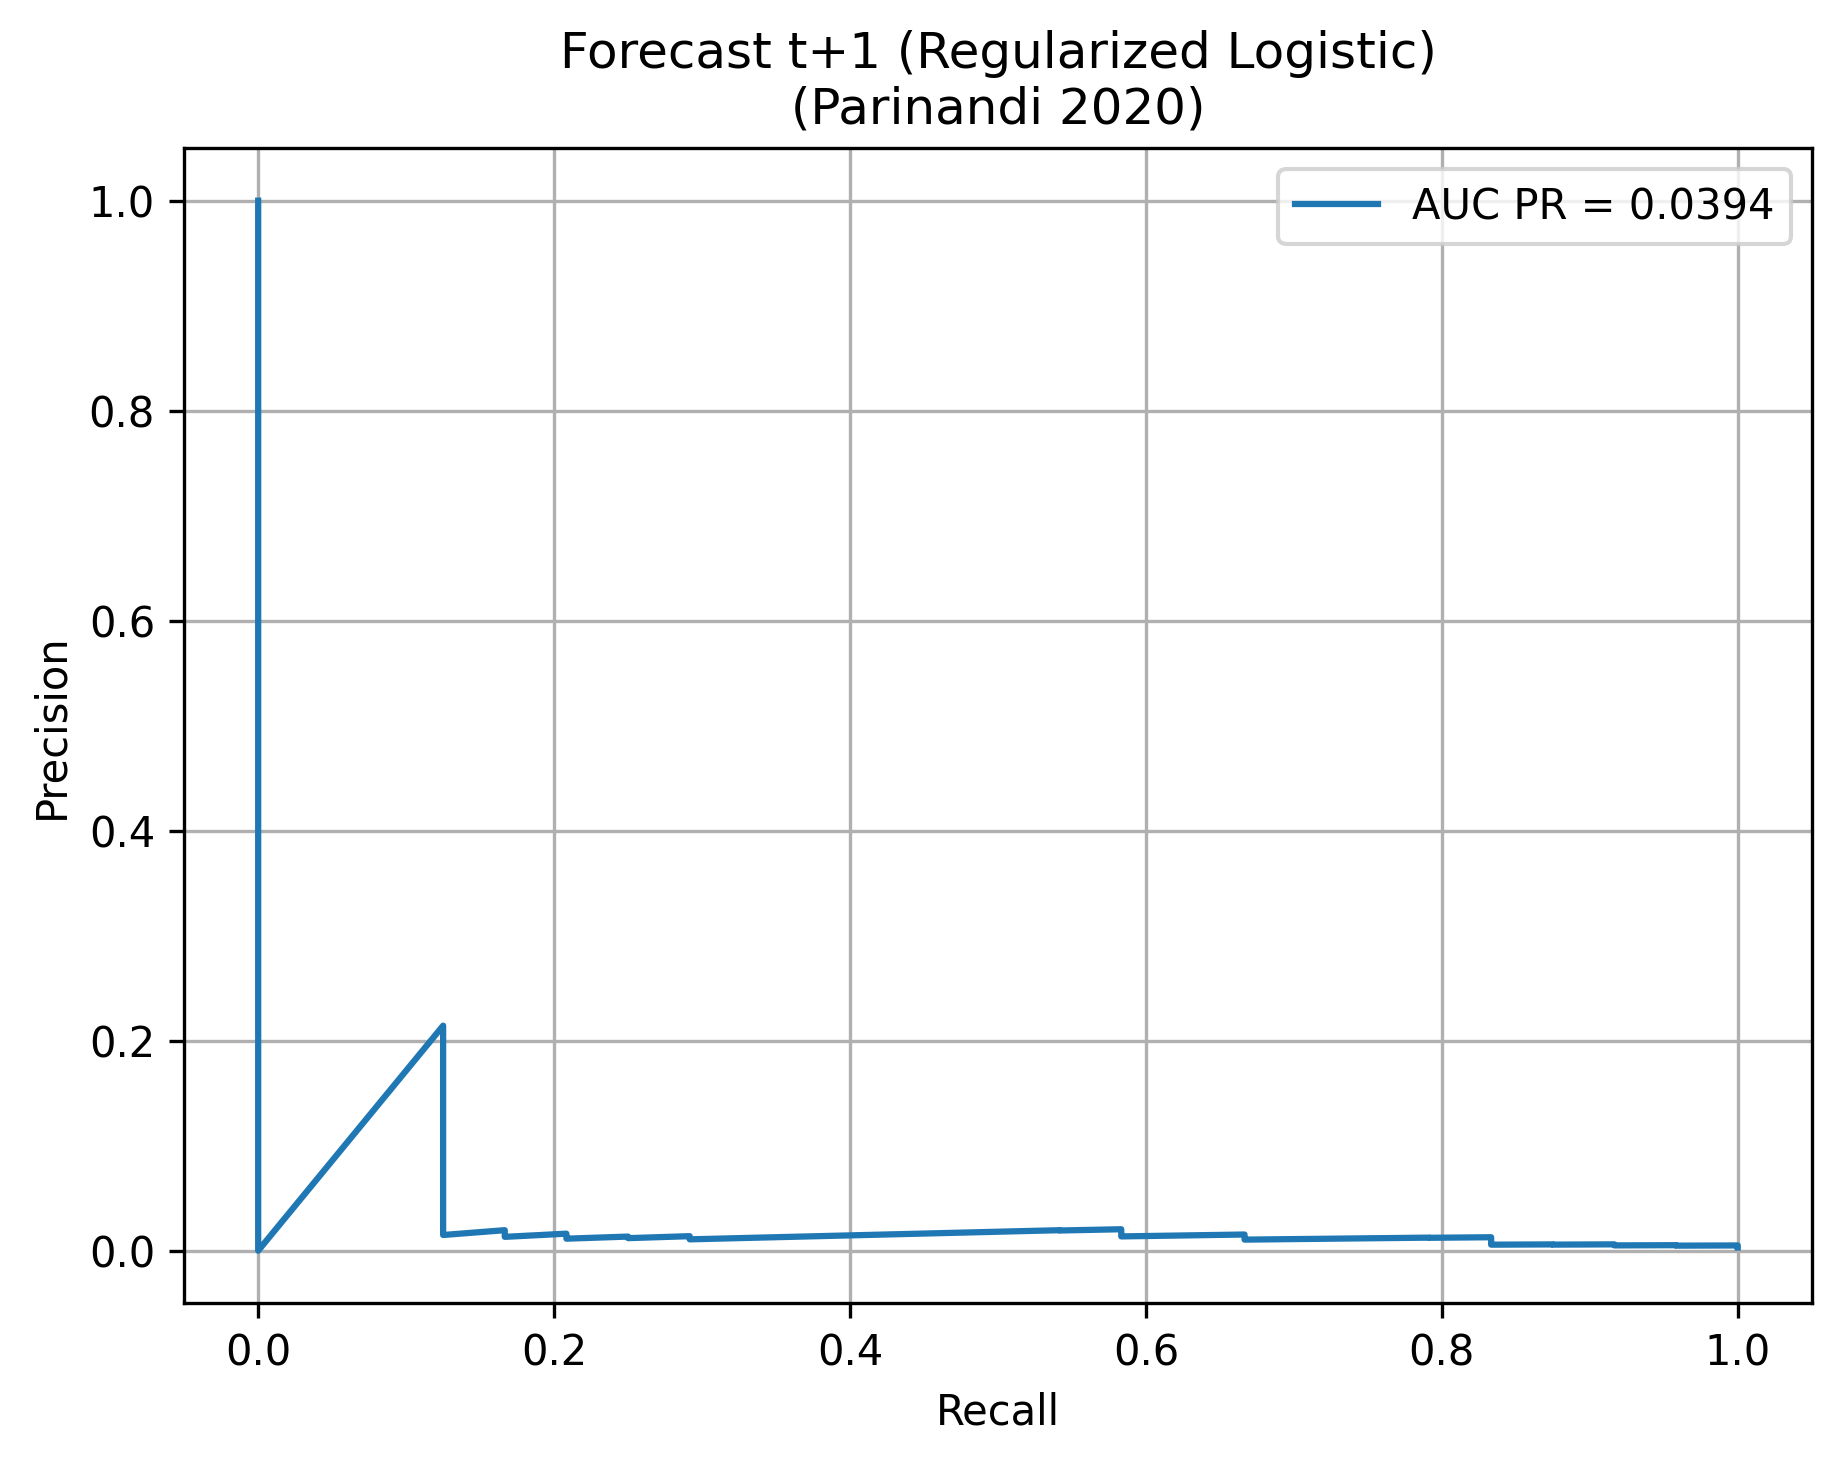 Forecast t+1 (Regularized Logistic)
(Parinandi 2020)
AUC PR = 0.0394
Precision
1.0
0.8
0.6
0.4
0.2
0.0
0.0 0.2 0.4 0.6 0.8 1.0
Recall